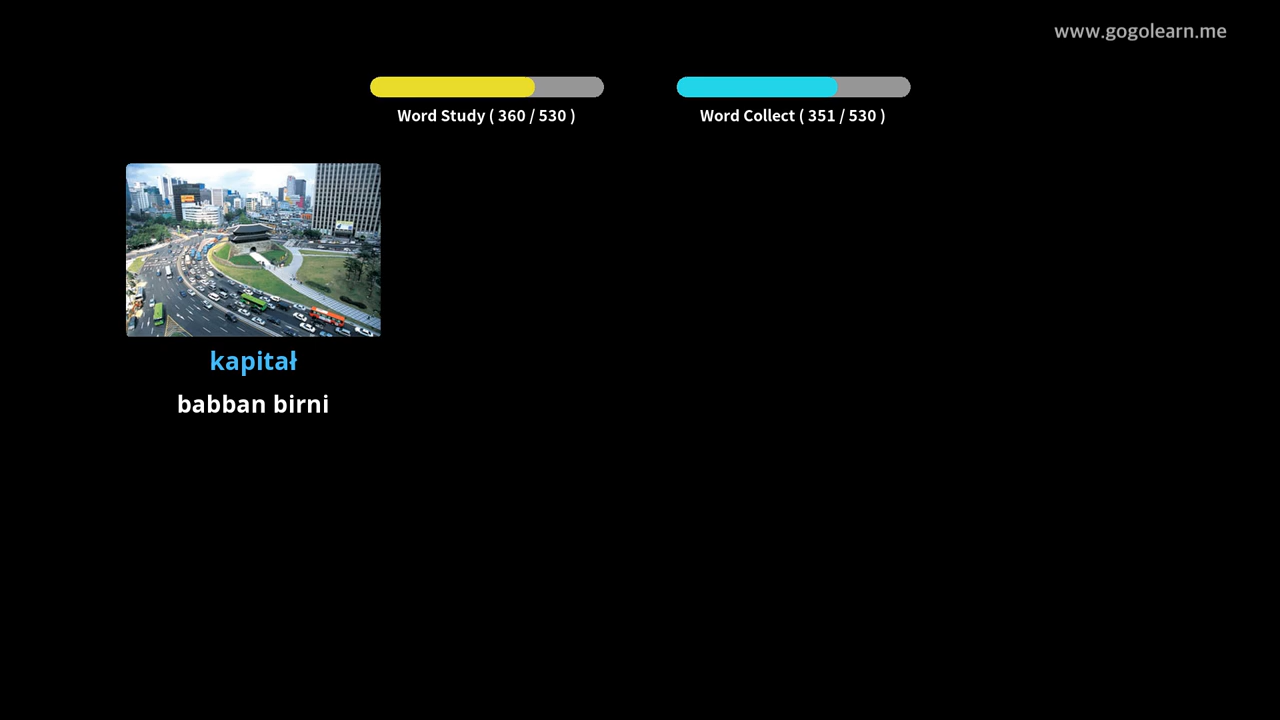 www.gogolearn.me
Word Study ( 360 / 530 )
Word Collect ( 351 / 530 )
kapitał
babban birni